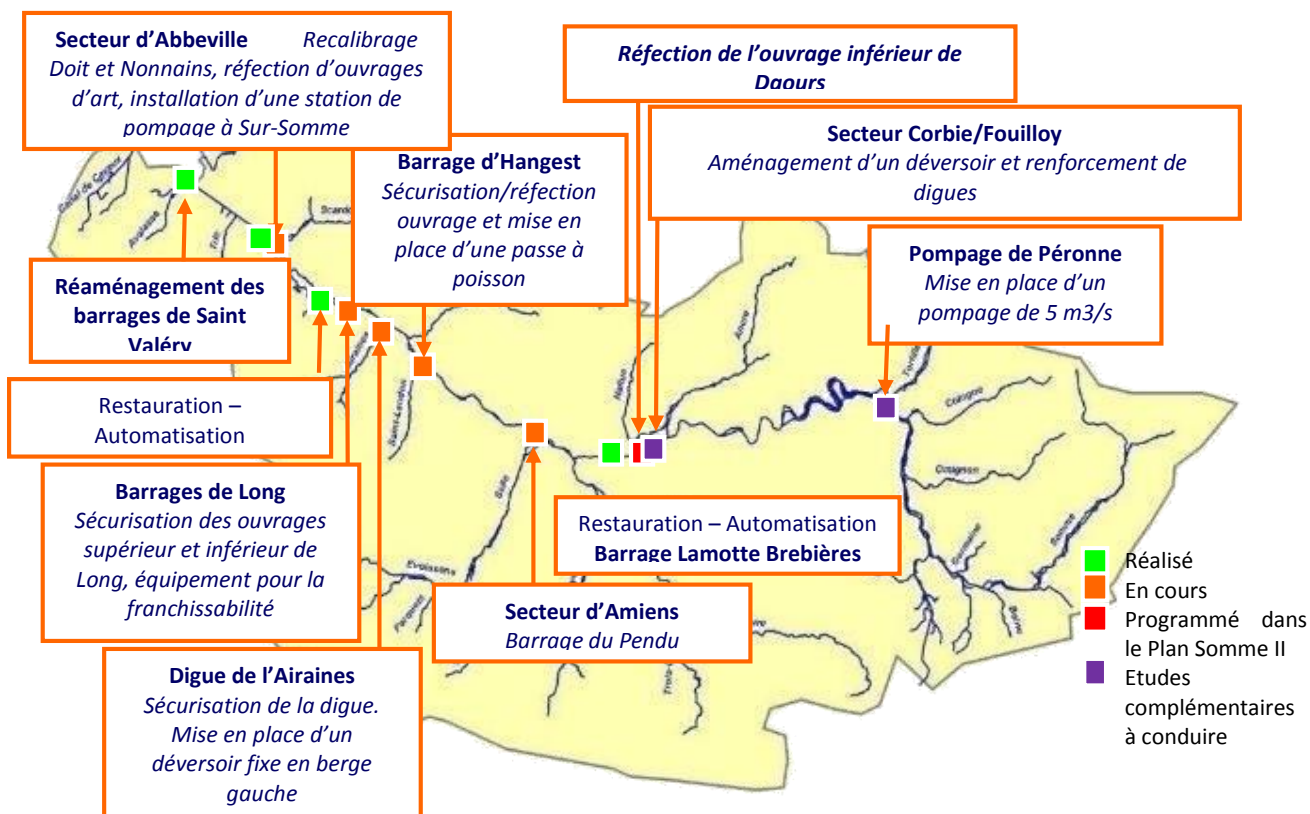 Secteur d'Abbeville Recalibrage
Doit et Nonnains, réfection d'ouvrages
d'art, installation d'une station de
pompage à Sur-Somme
Réfection de l'ouvrage inférieur de
Daours
Secteur Corbie/Fouilloy
Aménagement d'un déversoir et renforcement de
digues
Barrage d'Hangest
Sécurisation/réfection
ouvrage et mise en
place d'une passe à
poisson
Pompage de Péronne
Mise en place d'un
pompage de 5 m3/s
Réaménagement des
barrages de Saint
Valéry
Restauration –
Automatisation
Barrages de Long
Sécurisation des ouvrages
supérieur et inférieur de
Long, équipement pour la
franchissabilité
Digue de l'Airaines
Sécurisation de la digue.
Mise en place d'un
déversoir fixe en berge
gauche
Secteur d'Amiens
Barrage du Pendu
Restauration – Automatisation
Barrage Lamotte Brebières
Réalisé
En cours
Programmé dans
le Plan Somme II
Etudes
complémentaires
à conduire
Saint-Landon
Hallue
Cologne
Evoissons